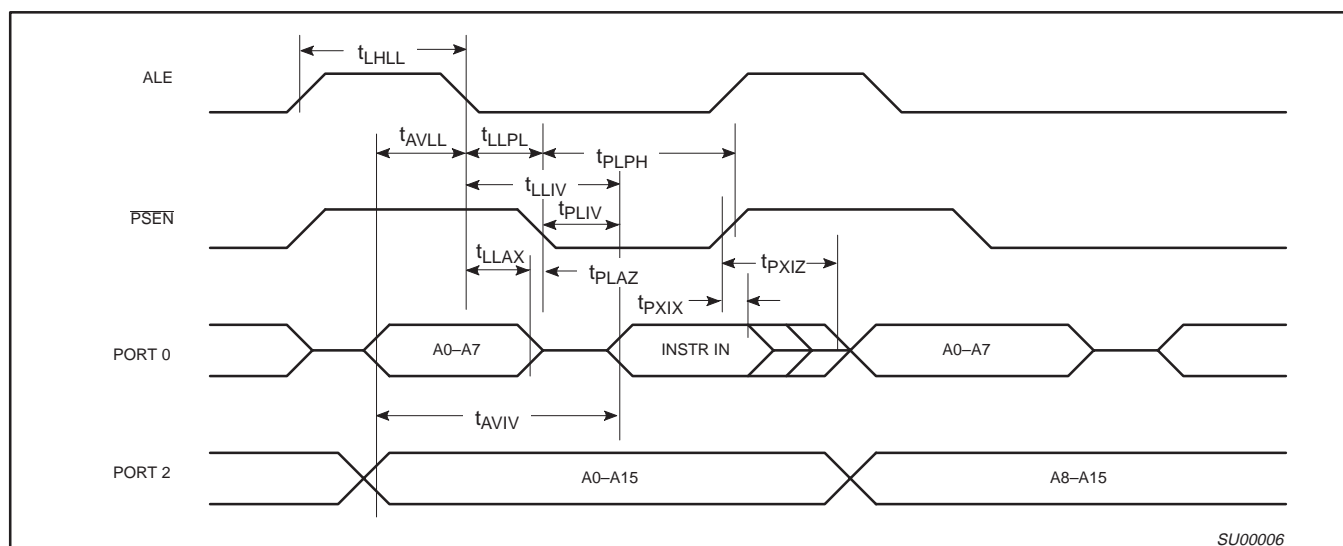 tLHLL
ALE
tAVLL
tLLPL
tPLPH
tLLIV
PSEN
tPLIV
tLLAX
tPLAZ
tPXIZ
tPXIX
PORT 0
A0–A7
INSTR IN
A0–A7
tAVIV
PORT 2
A0–A15
A8–A15
SU00006